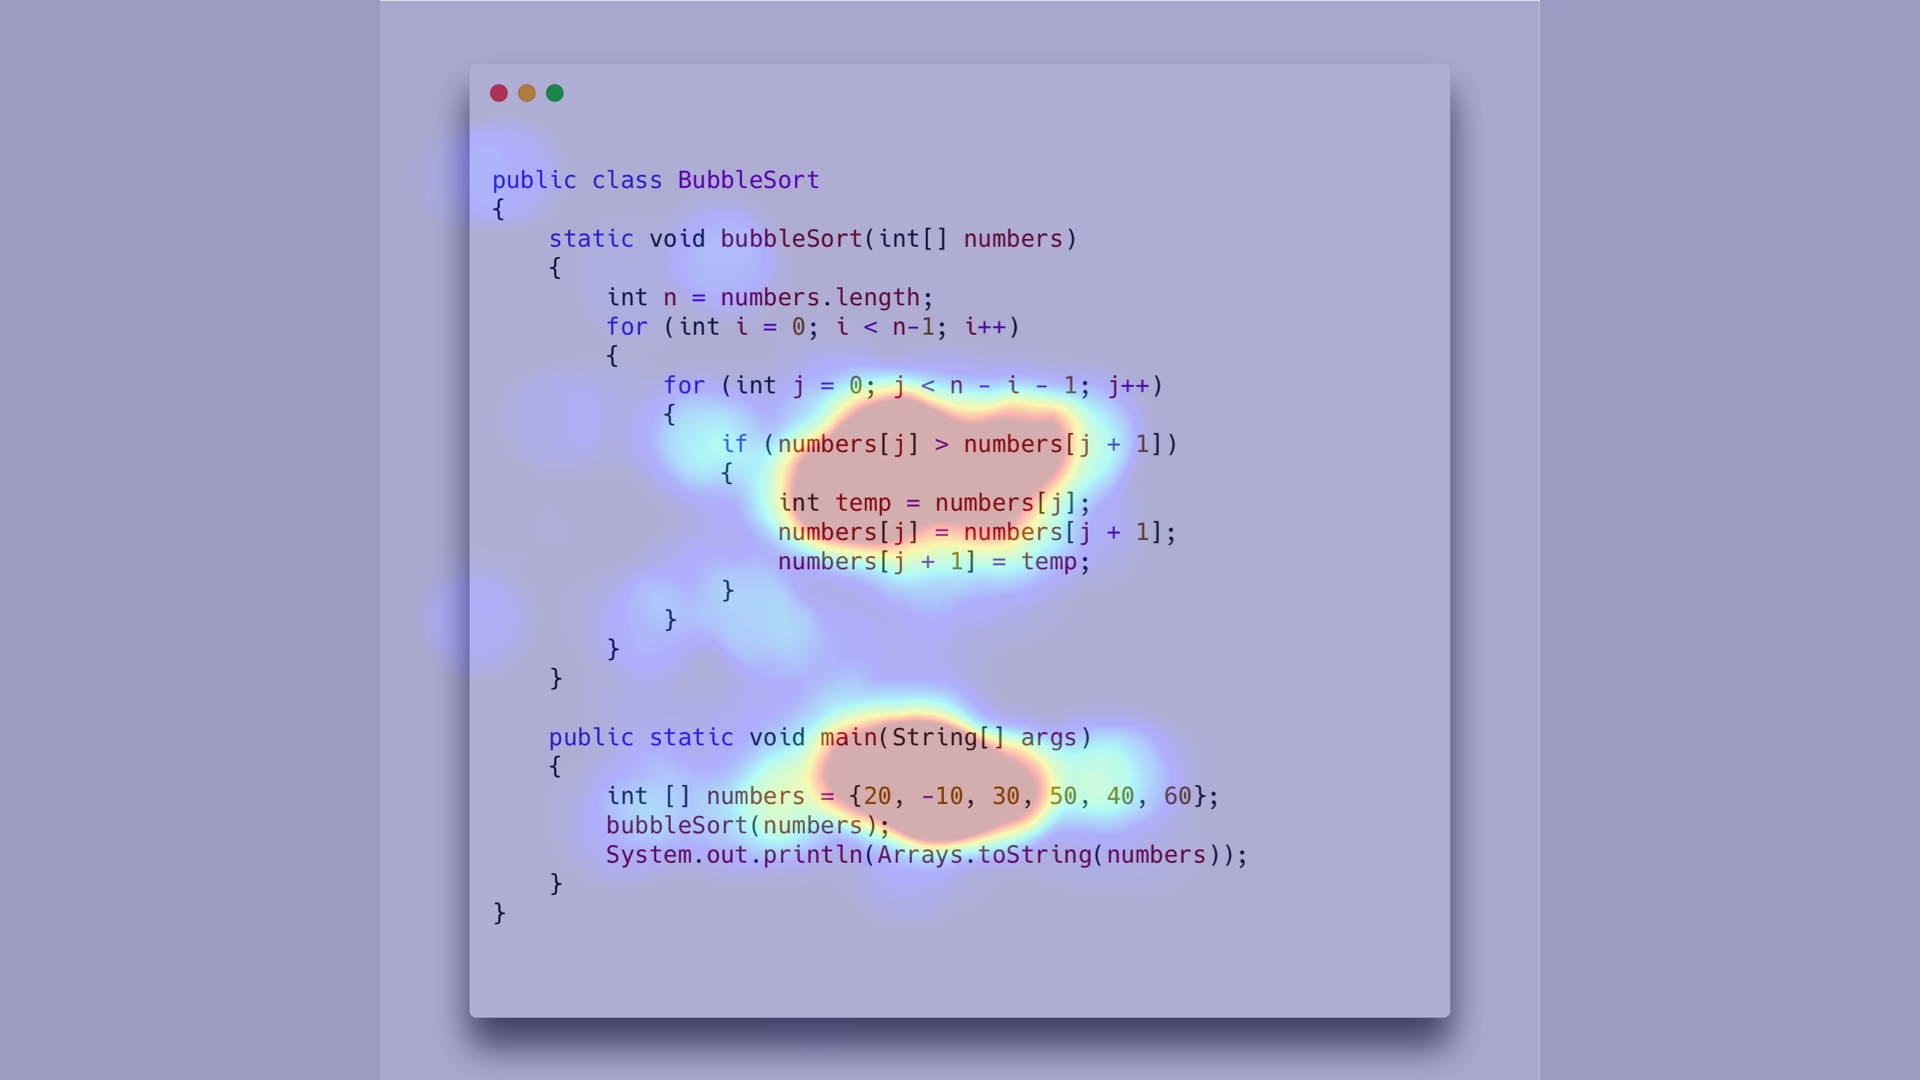 public class BubbleSort
{
    static void bubbleSort(int[] numbers)
    {
        int n = numbers.length;
        for (int i = 0; i < n-1; i++)
        {
            for (int j = 0; j < n - i - 1; j++)
            {
                if (numbers[j] > numbers[j + 1])
                {
                    int temp = numbers[j];
                    numbers[j] = numbers[j + 1];
                    numbers[j + 1] = temp;
                }
            }
        }
    }

    public static void main(String[] args)
    {
        int [] numbers = {20, -10, 30, 50, 40, 60};
        bubbleSort(numbers);
        System.out.println(Arrays.toString(numbers));
    }
}